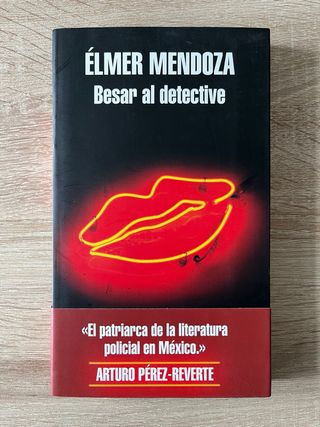 ÉLMER MENDOZA
Besar al detective
«El patriarca de la literatura
policial en México.»
ARTURO PÉREZ-REVERTE